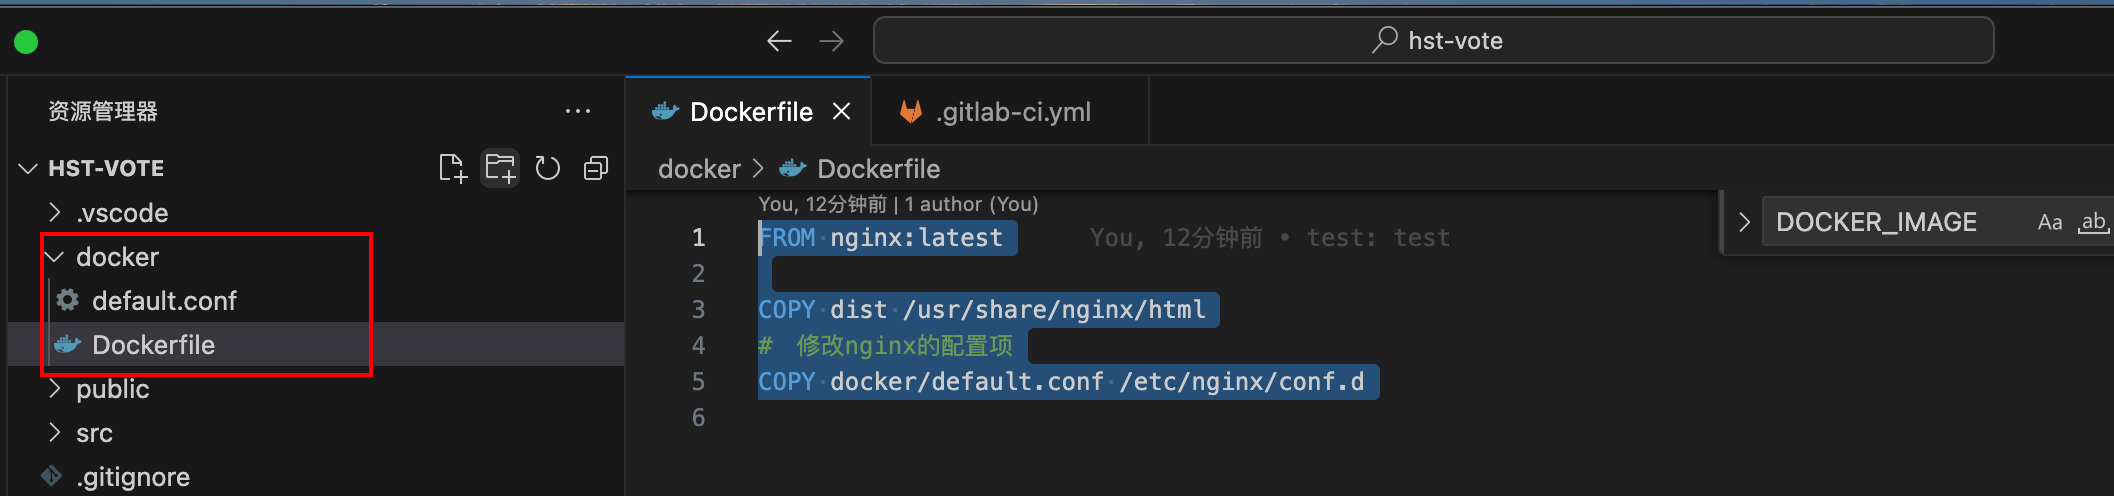 hst-vote
资源管理器
HST-VOTE
.vscode
docker
default.conf
Dockerfile
public
src
.gitignore
Dockerfile
.gitlab-ci.yml
docker > Dockerfile
You, 12分钟前 | 1 author (You)
1 FROM nginx:latest You, 12分钟前 • test: test
2
3 COPY dist /usr/share/nginx/html
4 # 修改nginx的配置项
5 COPY docker/default.conf /etc/nginx/conf.d
6
DOCKER_IMAGE Aa ab